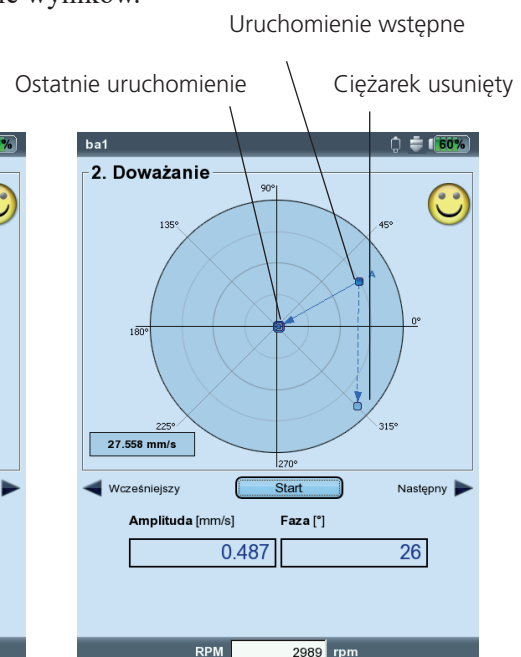 Uruchomienie wstępne
Ostatnie uruchomienie
Ciężarek usunięty
ba1
60%
2. Doważanie
90°
135°
45°
A
180°
0°
225°
315°
27.558 mm/s
270°
Wcześniejszy
Start
Następny
Amplituda [mm/s]
Faza [°]
0.487
26
RPM
2989
rpm